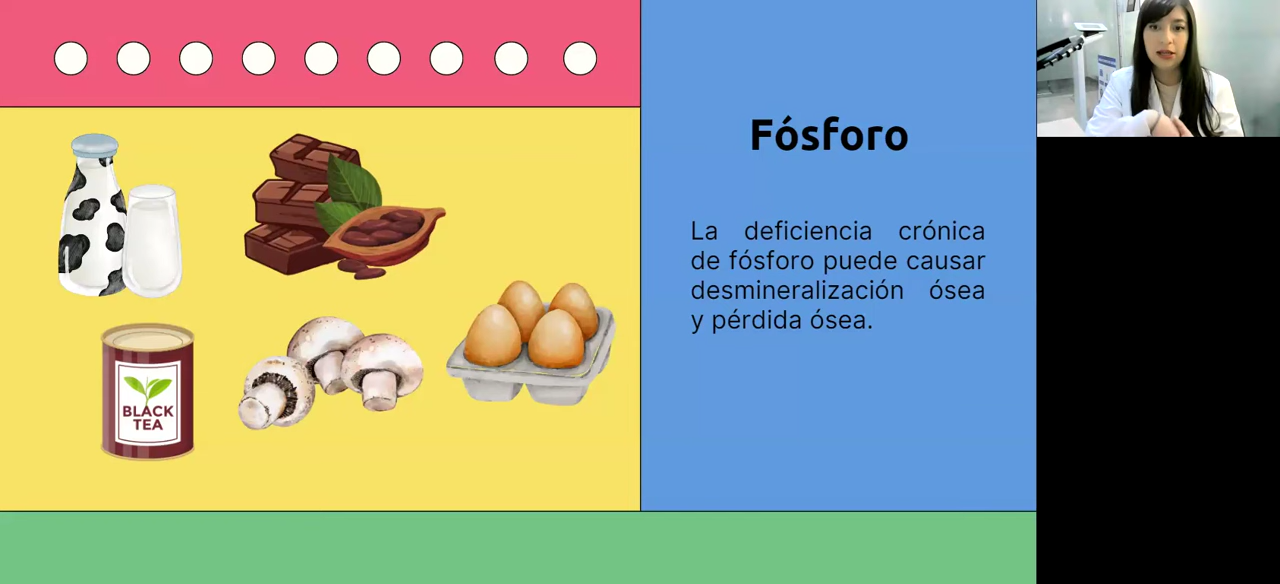 Fósforo
La deficiencia crónica
de fósforo puede causar
desmineralización ósea
y pérdida ósea.
BLACK
TEA